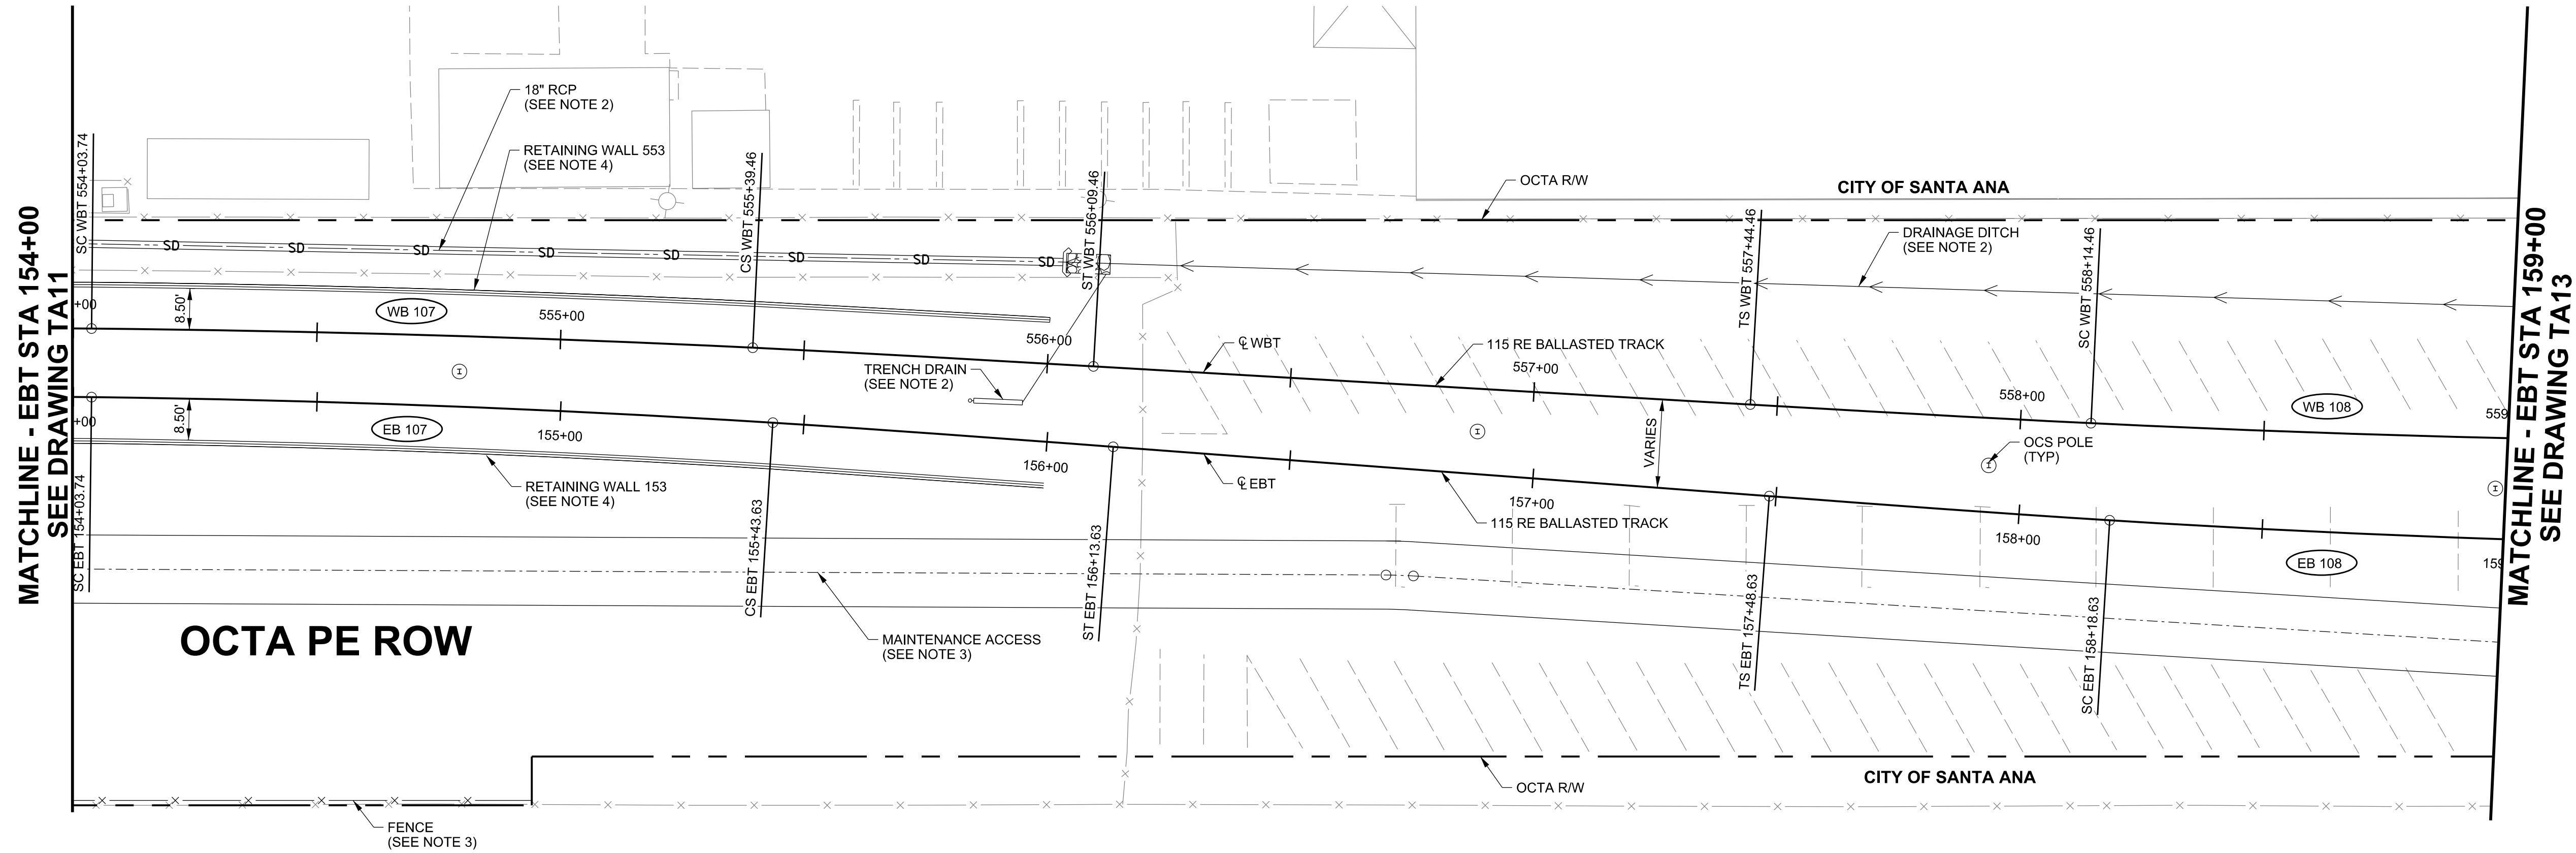 MATCHLINE - EBT STA 154+00
SEE DRAWING TA11
18" RCP
(SEE NOTE 2)
RETAINING WALL 553
(SEE NOTE 4)
SC WBT 554+03.74
CS WBT 555+39.46
ST WBT 556+09.46
OCTA R/W
CITY OF SANTA ANA
TS WBT 557+44.46
DRAINAGE DITCH
(SEE NOTE 2)
SC WBT 558+14.46
SD
SD
SD
SD
SD
SD
SD
SD
+00
8.50'
WB 107
555+00
556+00
TRENCH DRAIN
(SEE NOTE 2)
℄ WBT
115 RE BALLASTED TRACK
557+00
558+00
WB 108
559
VARIES
OCS POLE
(TYP)
+00
8.50'
EB 107
155+00
156+00
℄ EBT
157+00
115 RE BALLASTED TRACK
158+00
EB 108
159
RETAINING WALL 153
(SEE NOTE 4)
SC EBT 154+03.74
CS EBT 155+43.63
ST EBT 156+13.63
TS EBT 157+48.63
SC EBT 158+18.63
OCTA PE ROW
MAINTENANCE ACCESS
(SEE NOTE 3)
CITY OF SANTA ANA
OCTA R/W
FENCE
(SEE NOTE 3)
MATCHLINE - EBT STA 159+00
SEE DRAWING TA13